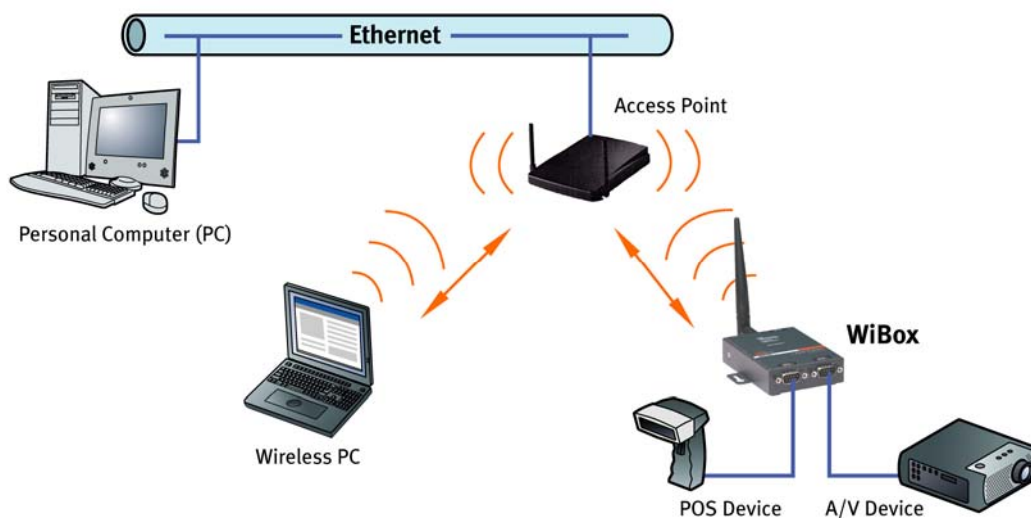 Ethernet
Access Point
Personal Computer (PC)
WiBox
Wireless PC
POS Device
A/V Device